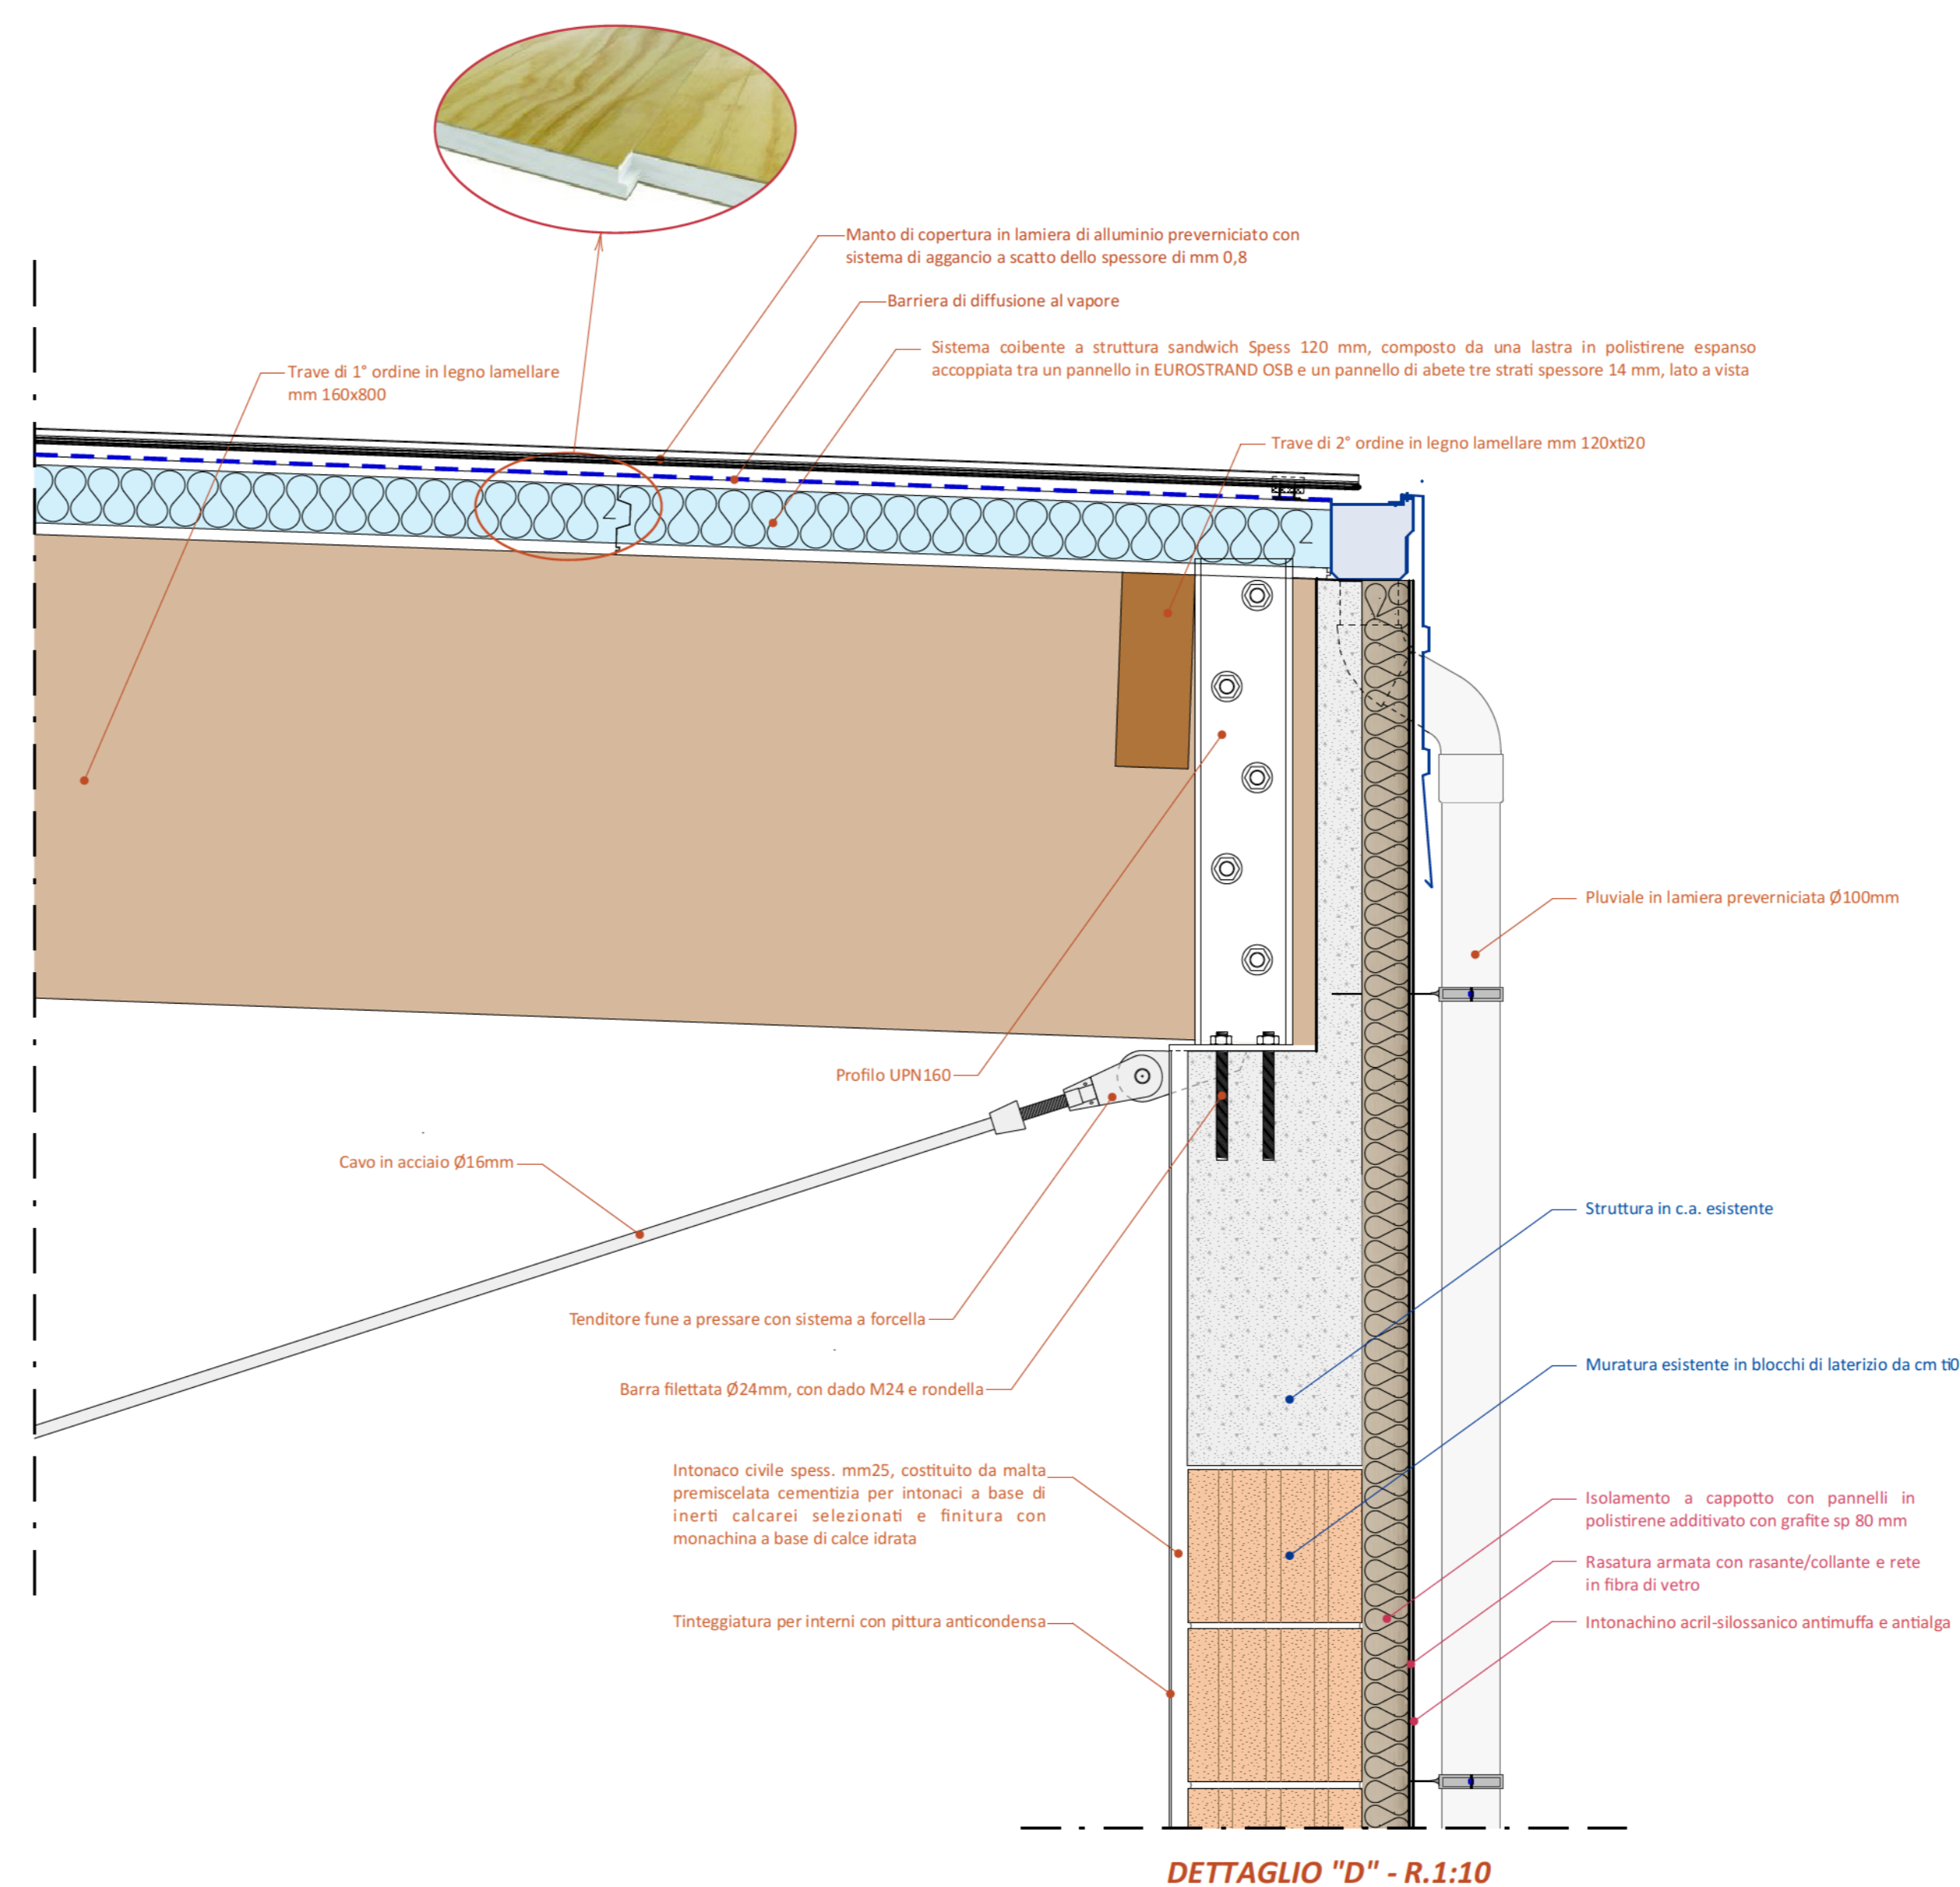 Manto di copertura in lamiera di alluminio preverniciato con
sistema di aggancio a scatto dello spessore di mm 0,8
Barriera di diffusione al vapore
Sistema coibente a struttura sandwich Spess 120 mm, composto da una lastra in polistirene espanso
accoppiata tra un pannello in EUROSTRAND OSB e un pannello di abete tre strati spessore 14 mm, lato a vista
Trave di 1° ordine in legno lamellare
mm 160x800
Trave di 2° ordine in legno lamellare mm 120xti20
Pluviale in lamiera preverniciata Ø100mm
Profilo UPN160
Cavo in acciaio Ø16mm
Struttura in c.a. esistente
Tenditore fune a pressare con sistema a forcella
Muratura esistente in blocchi di laterizio da cm ti0
Barra filettata Ø24mm, con dado M24 e rondella
Intonaco civile spess. mm25, costituito da malta
premiscelata cementizia per intonaci a base di
inerti calcarei selezionati e finitura con
monachina a base di calce idrata
Isolamento a cappotto con pannelli in
polistirene additivato con grafite sp 80 mm
Rasatura armata con rasante/collante e rete
in fibra di vetro
Tinteggiatura per interni con pittura anticondensa
Intonachino acril-silossanico antimuffa e antialga
DETTAGLIO "D" - R.1:10